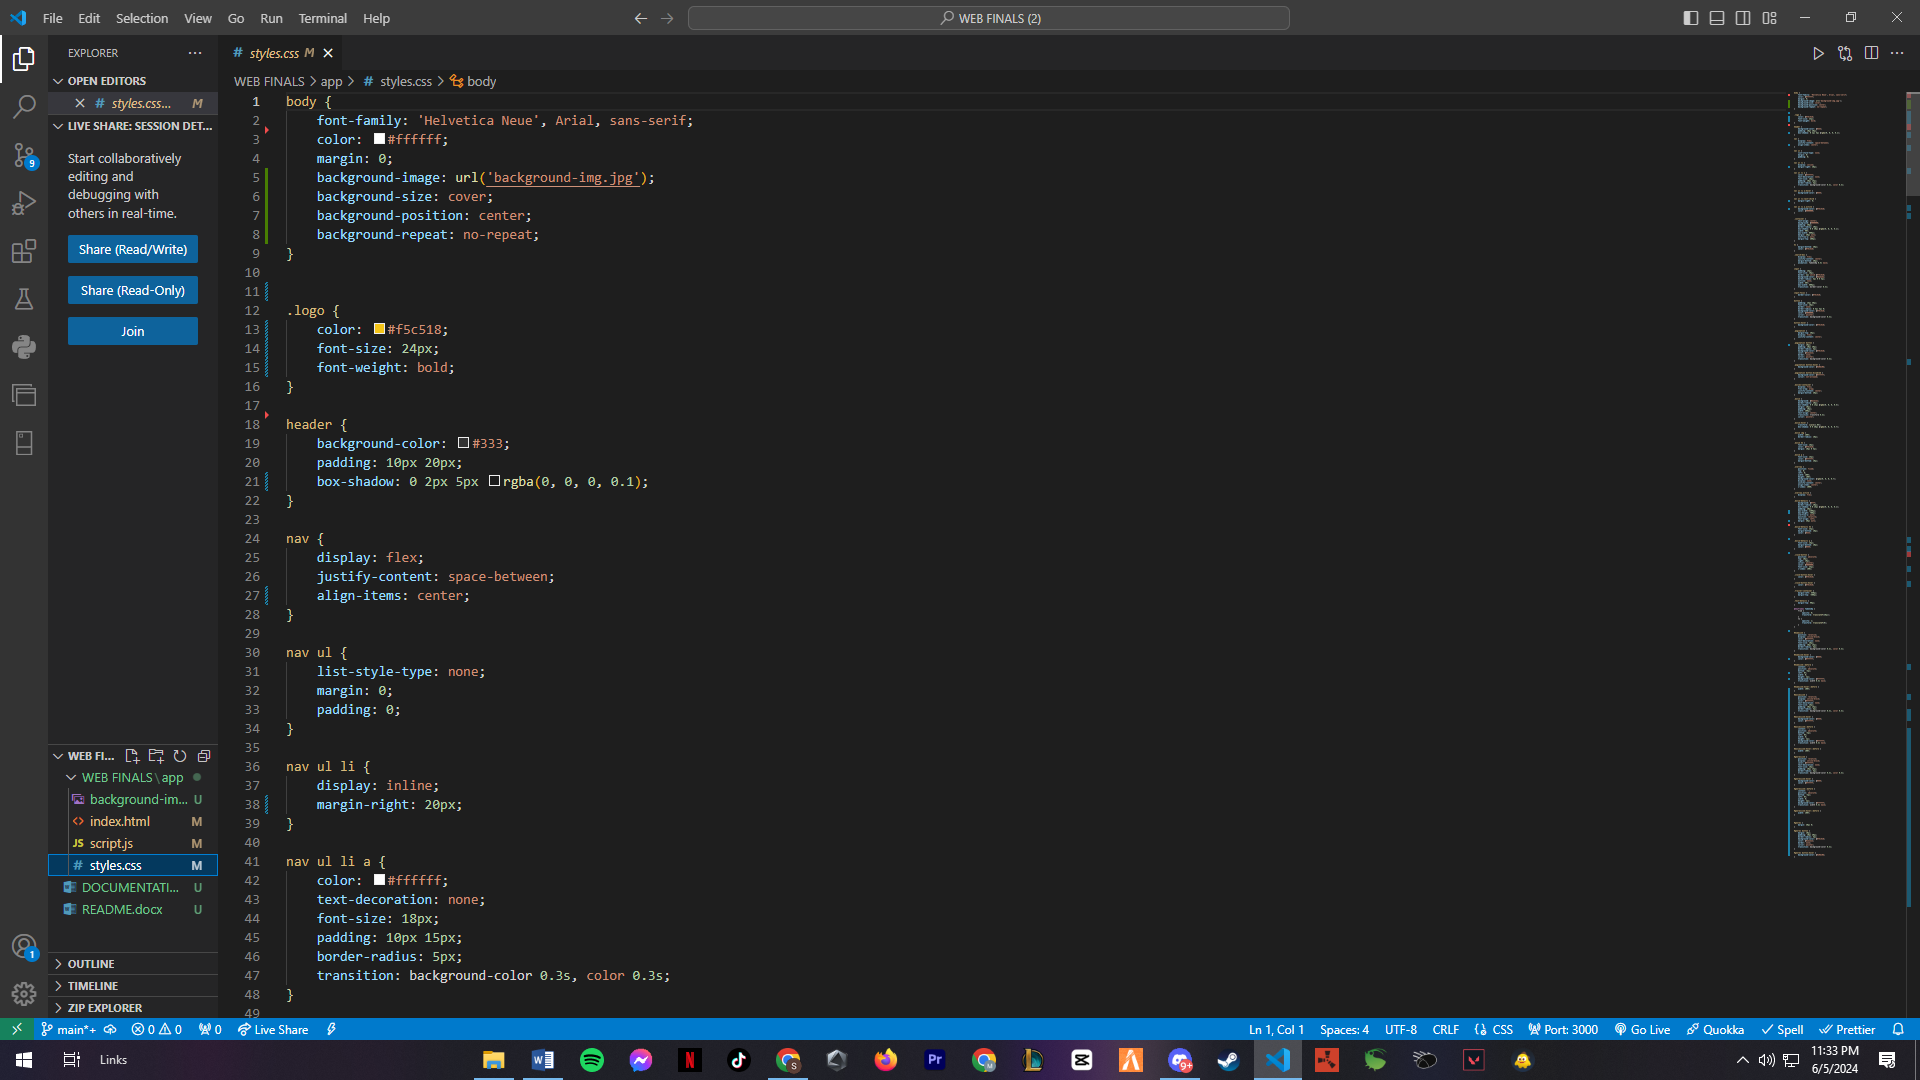 File Edit Selection View Go Run Terminal Help
WEB FINALS (2)
EXPLORER
OPEN EDITORS
styles.css... M
LIVE SHARE: SESSION DET...
Start collaboratively
editing and
debugging with
others in real-time.
Share (Read/Write)
Share (Read-Only)
Join
WEB FI...
WEB FINALS \ app
background-im... U
index.html M
JS script.js M
# styles.css M
DOCUMENTATI... U
README.docx U
OUTLINE
TIMELINE
ZIP EXPLORER
9
1
# styles.css M
WEB FINALS > app > # styles.css > body
1 body {
2 font-family: 'Helvetica Neue', Arial, sans-serif;
3 color: #ffffff;
4 margin: 0;
5 background-image: url('background-img.jpg');
6 background-size: cover;
7 background-position: center;
8 background-repeat: no-repeat;
9 }
10
11
12 .logo {
13 color: #f5c518;
14 font-size: 24px;
15 font-weight: bold;
16 }
17
18 header {
19 background-color: #333;
20 padding: 10px 20px;
21 box-shadow: 0 2px 5px rgba(0, 0, 0, 0.1);
22 }
23
24 nav {
25 display: flex;
26 justify-content: space-between;
27 align-items: center;
28 }
29
30 nav ul {
31 list-style-type: none;
32 margin: 0;
33 padding: 0;
34 }
35
36 nav ul li {
37 display: inline;
38 margin-right: 20px;
39 }
40
41 nav ul li a {
42 color: #ffffff;
43 text-decoration: none;
44 font-size: 18px;
45 padding: 10px 15px;
46 border-radius: 5px;
47 transition: background-color 0.3s, color 0.3s;
48 }
49
main*+ 0 0 0 Live Share Ln 1, Col 1 Spaces: 4 UTF-8 CRLF {} CSS Port: 3000 Go Live Quokka Spell Prettier
Links
11:33 PM
6/5/2024